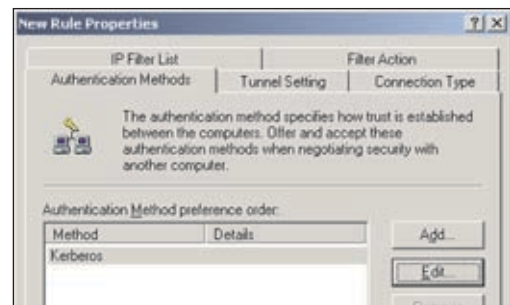 New Rule Properties
IP Filter List
Filter Action
Authentication Methods
Tunnel Setting
Connection Type
The authentication method specifies how trust is established
between the computers. Offer and accept these
authentication methods when negotiating security with
another computer.
Authentication Method preference order:
Method Details
Add...
Kerberos
Edit...